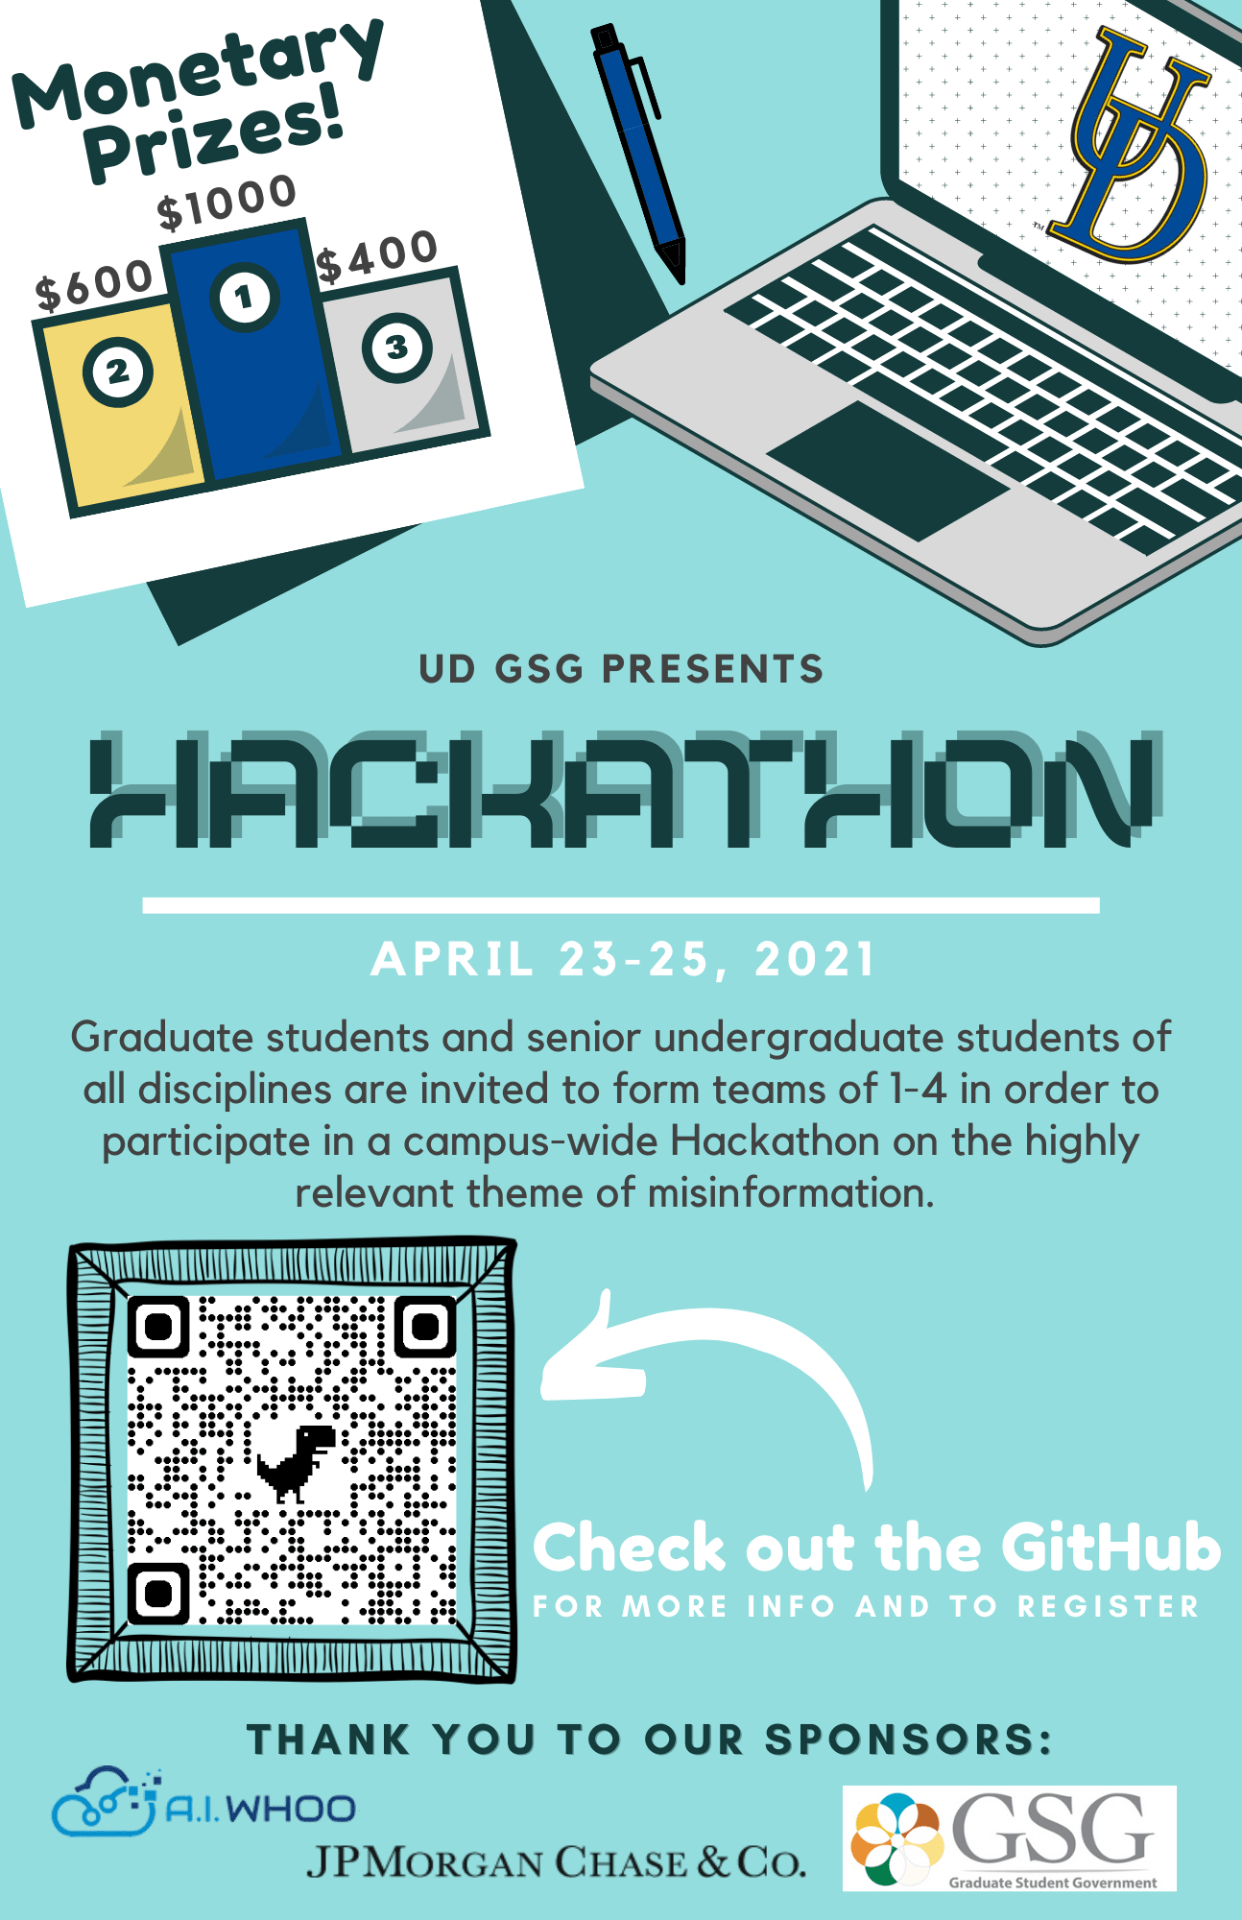 Monetary
Prizes!
$1000
$600
$400
1
2
3
UD
™
UD GSG PRESENTS
HACKATHON
APRIL 23-25, 2021
Graduate students and senior undergraduate students of
all disciplines are invited to form teams of 1-4 in order to
participate in a campus-wide Hackathon on the highly
relevant theme of misinformation.
Check out the GitHub
FOR MORE INFO AND TO REGISTER
THANK YOU TO OUR SPONSORS:
A.I.WHOO
JPMORGAN CHASE & CO.
GSG
Graduate Student Government